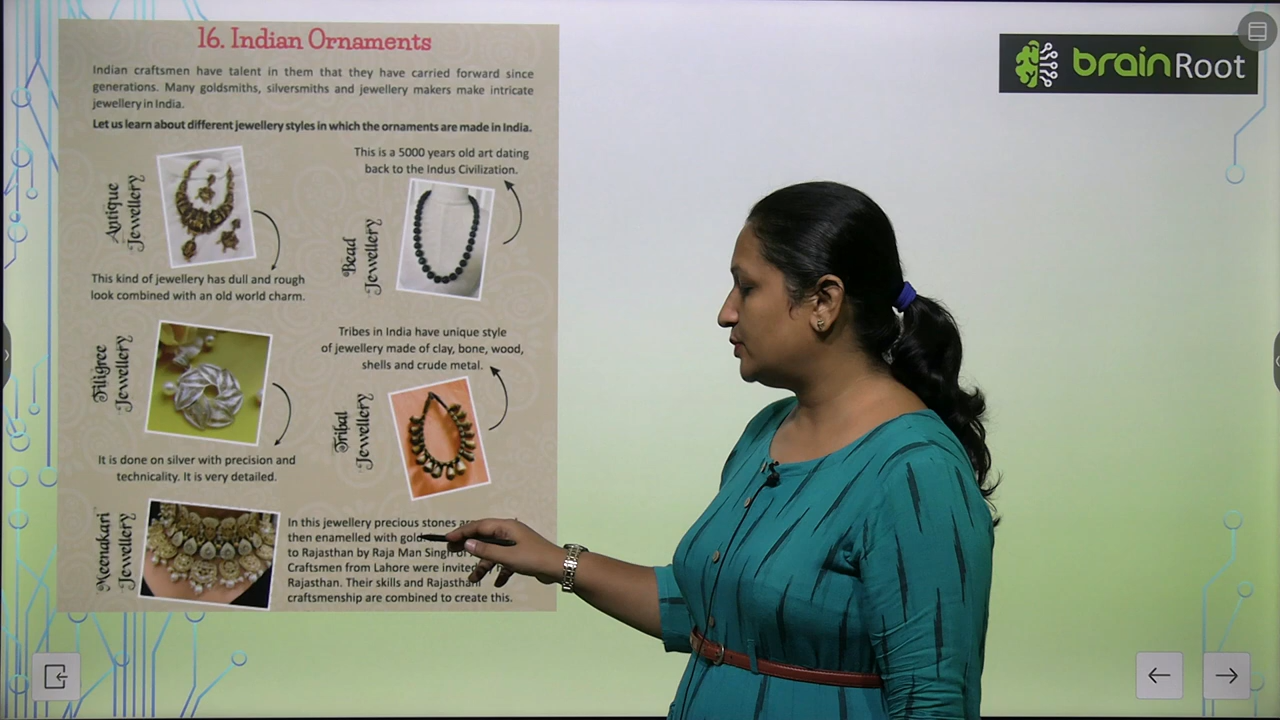 16. Indian Ornaments
Indian craftsmen have talent in them that they have carried forward since
generations. Many goldsmiths, silversmiths and jewellery makers make intricate
jewellery in India.
Let us learn about different jewellery styles in which the ornaments are made in India.
Antique
Jewellery
This kind of jewellery has dull and rough
look combined with an old world charm.
This is a 5000 years old art dating
back to the Indus Civilization.
Bead
Jewellery
Filigree
Jewellery
It is done on silver with precision and
technicality. It is very detailed.
Tribes in India have unique style
of jewellery made of clay, bone, wood,
shells and crude metal.
Tribal
Jewellery
Meenakari
Jewellery
In this jewellery precious stones
then enamelled with gold.
to Rajasthan by Raja Man Singh
Craftsmen from Lahore were invited
Rajasthan. Their skills and Rajasthani
craftsmenship are combined to create this.
brainRoot